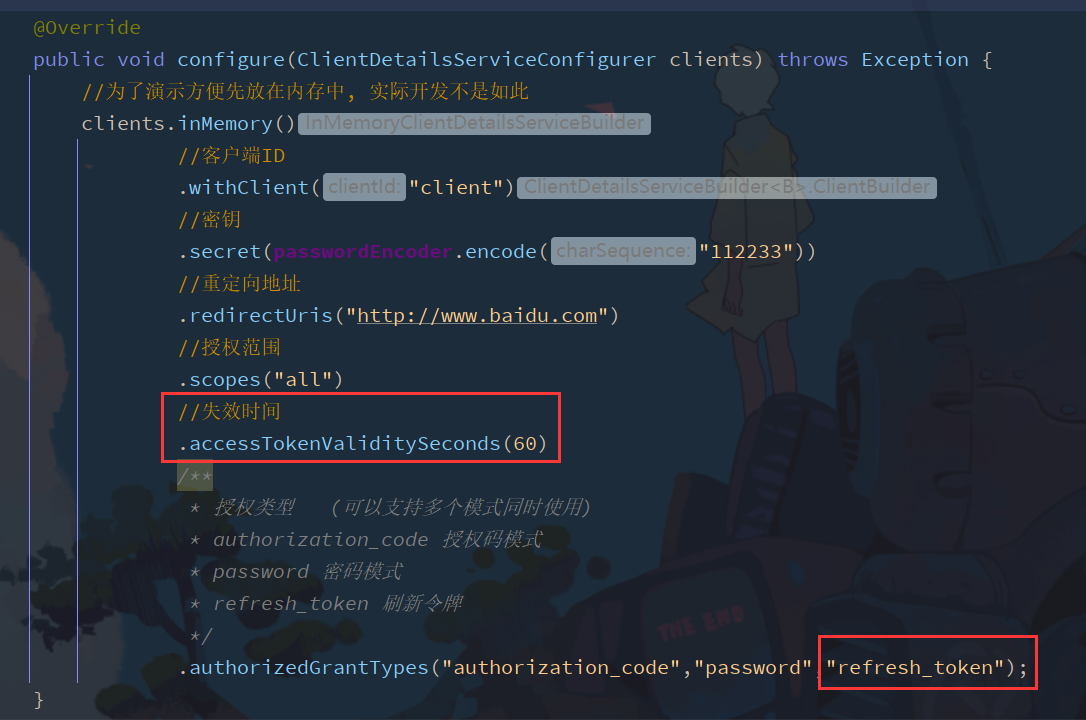 @Override
public void configure(ClientDetailsServiceConfigurer clients) throws Exception {
//为了演示方便先放在内存中, 实际开发不是如此
clients.inMemory() InMemoryClientDetailsServiceBuilder
//客户端ID
.withClient( clientId: "client") ClientDetailsServiceBuilder<B>.ClientBuilder
//密钥
.secret(passwordEncoder.encode( charSequence: "112233"))
//重定向地址
.redirectUris("http://www.baidu.com")
//授权范围
.scopes("all")
//失效时间
.accessTokenValiditySeconds(60)
/**
* 授权类型 (可以支持多个模式同时使用)
* authorization_code 授权码模式
* password 密码模式
* refresh_token 刷新令牌
*/
.authorizedGrantTypes("authorization_code","password","refresh_token");
}
THE END